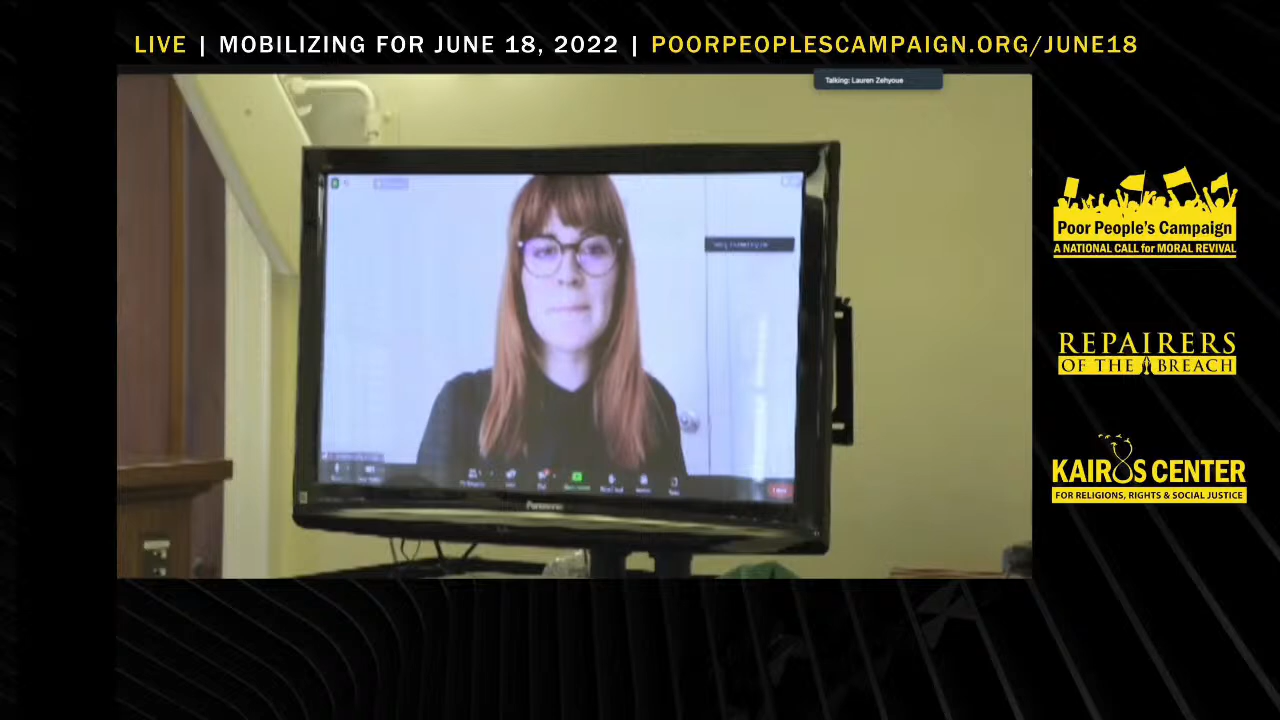 LIVE | MOBILIZING FOR JUNE 18, 2022 | POORPEOPLESCAMPAIGN.ORG/JUNE18
Talking: Lauren Zehyoue
Poor People's Campaign
A NATIONAL CALL for MORAL REVIVAL
REPAIRERS
OF THE BREACH
KAIROS CENTER
FOR RELIGIONS, RIGHTS & SOCIAL JUSTICE
Panasonic